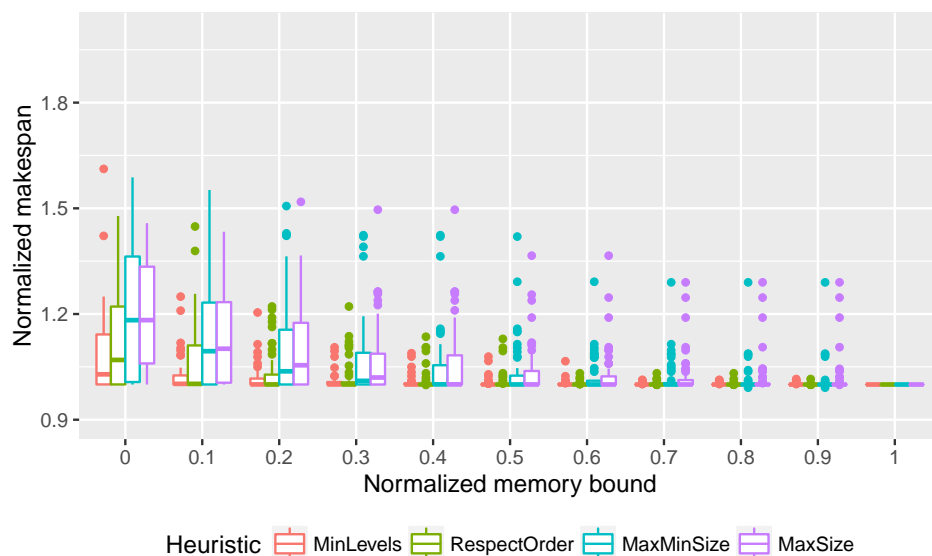 Normalized makespan
1.8
1.5
1.2
0.9
0 0.1 0.2 0.3 0.4 0.5 0.6 0.7 0.8 0.9 1
Normalized memory bound
Heuristic MinLevels RespectOrder MaxMinSize MaxSize